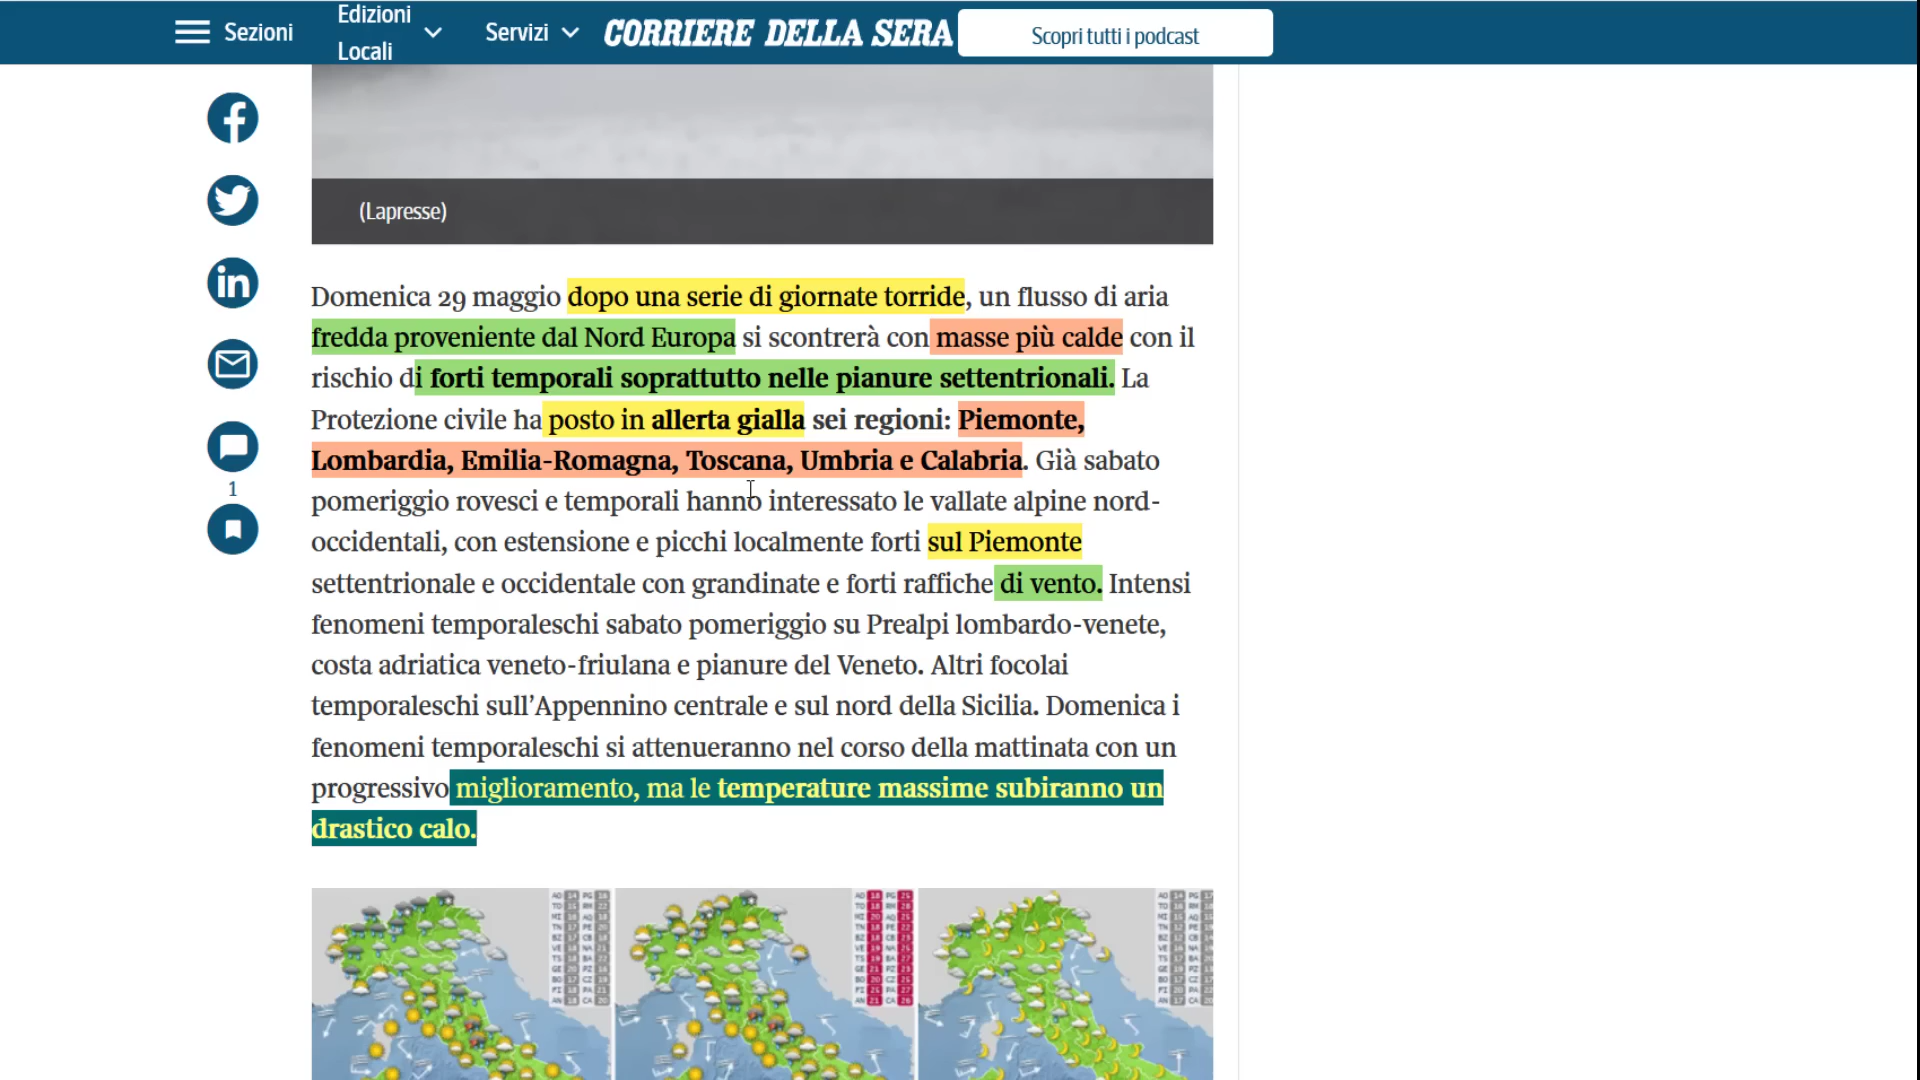 Sezioni
Edizioni
Locali
Servizi
CORRIERE DELLA SERA
Scopri tutti i podcast
(Lapresse)
Domenica 29 maggio dopo una serie di giornate torride, un flusso di aria
fredda proveniente dal Nord Europa si scontrerà con masse più calde con il
rischio di forti temporali soprattutto nelle pianure settentrionali. La
Protezione civile ha posto in allerta gialla sei regioni: Piemonte,
Lombardia, Emilia-Romagna, Toscana, Umbria e Calabria. Già sabato
pomeriggio rovesci e temporali hanno interessato le vallate alpine nord-
occidentali, con estensione e picchi localmente forti sul Piemonte
settentrionale e occidentale con grandinate e forti raffiche di vento. Intensi
fenomeni temporaleschi sabato pomeriggio su Prealpi lombardo-venete,
costa adriatica veneto-friulana e pianure del Veneto. Altri focolai
temporaleschi sull'Appennino centrale e sul nord della Sicilia. Domenica i
fenomeni temporaleschi si attenueranno nel corso della mattinata con un
progressivo miglioramento, ma le temperature massime subiranno un
drastico calo.
1